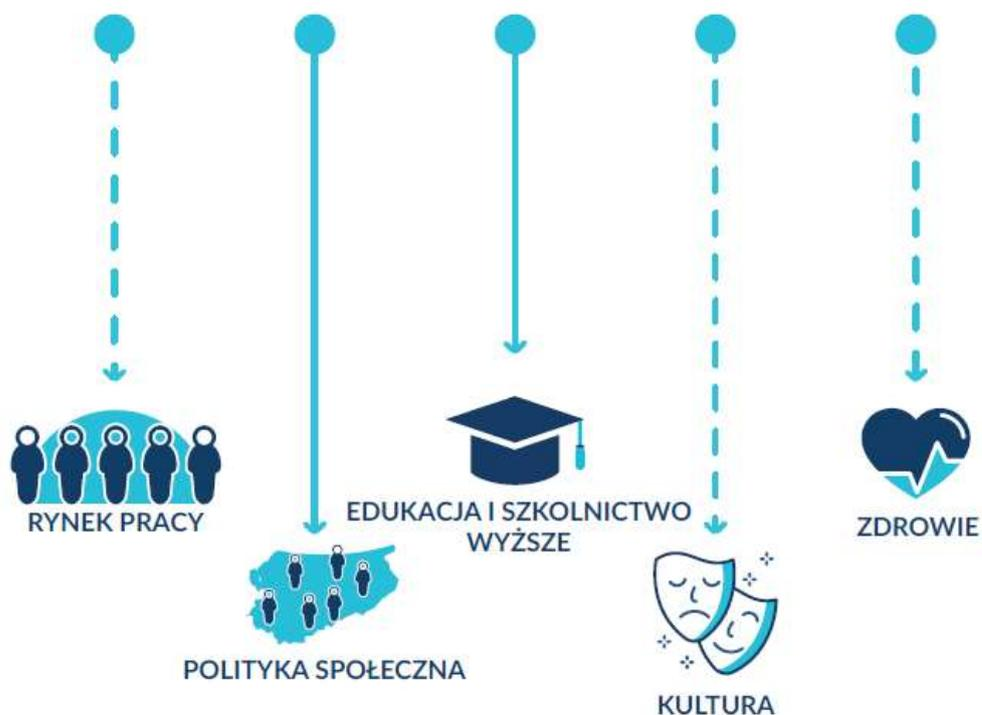 RYNEK PRACY
POLITYKA SPOŁECZNA
EDUKACJA I SZKOLNICTWO
WYŻSZE
KULTURA
ZDROWIE